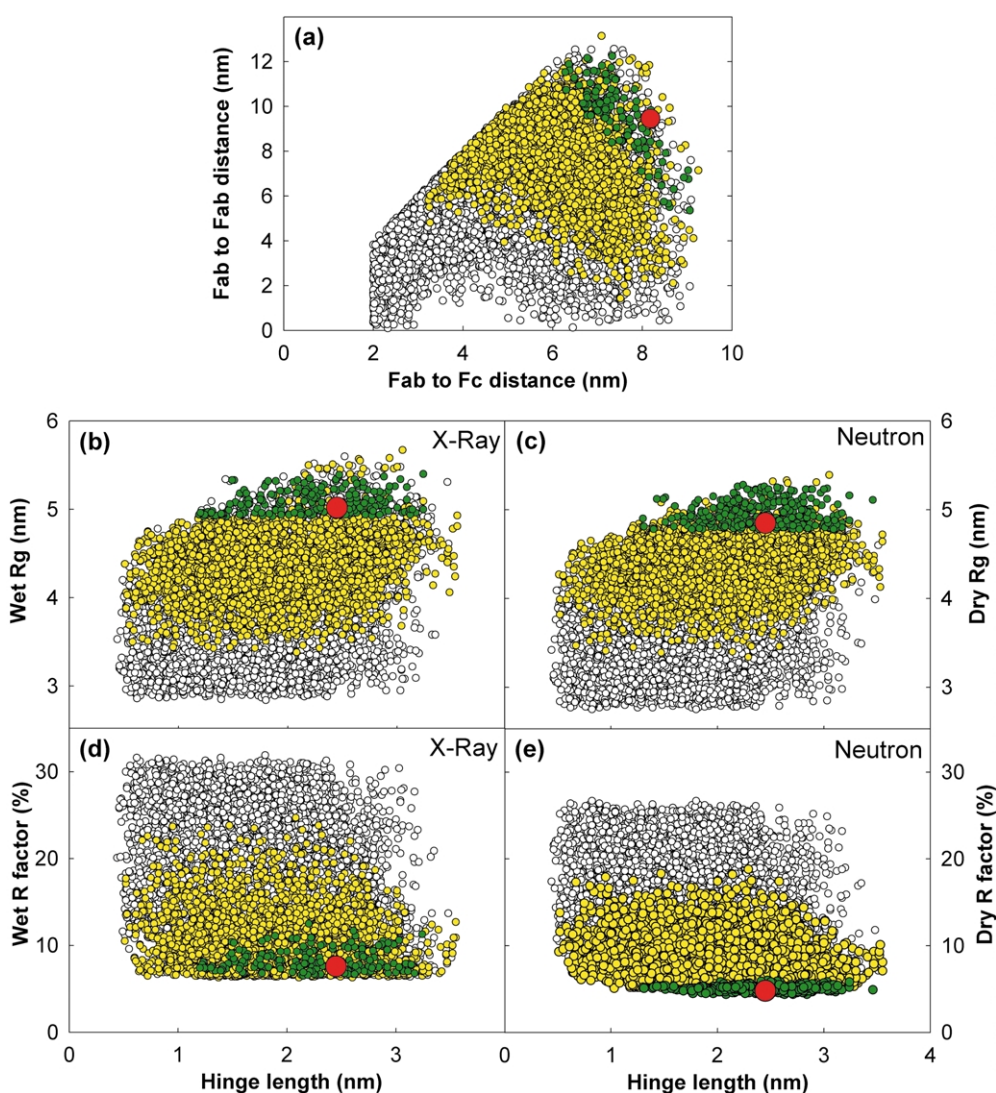 (a)
Fab to Fab distance (nm)
12
10
8
6
4
2
0
0 2 4 6 8 10
Fab to Fc distance (nm)
(b) X-Ray
(c) Neutron
Wet Rg (nm)
6
5
4
3
6
5
4
3
Dry Rg (nm)
(d) X-Ray
(e) Neutron
Wet R factor (%)
30
20
10
0
30
20
10
0
Dry R factor (%)
0 1 2 3 0 1 2 3 4
Hinge length (nm) Hinge length (nm)